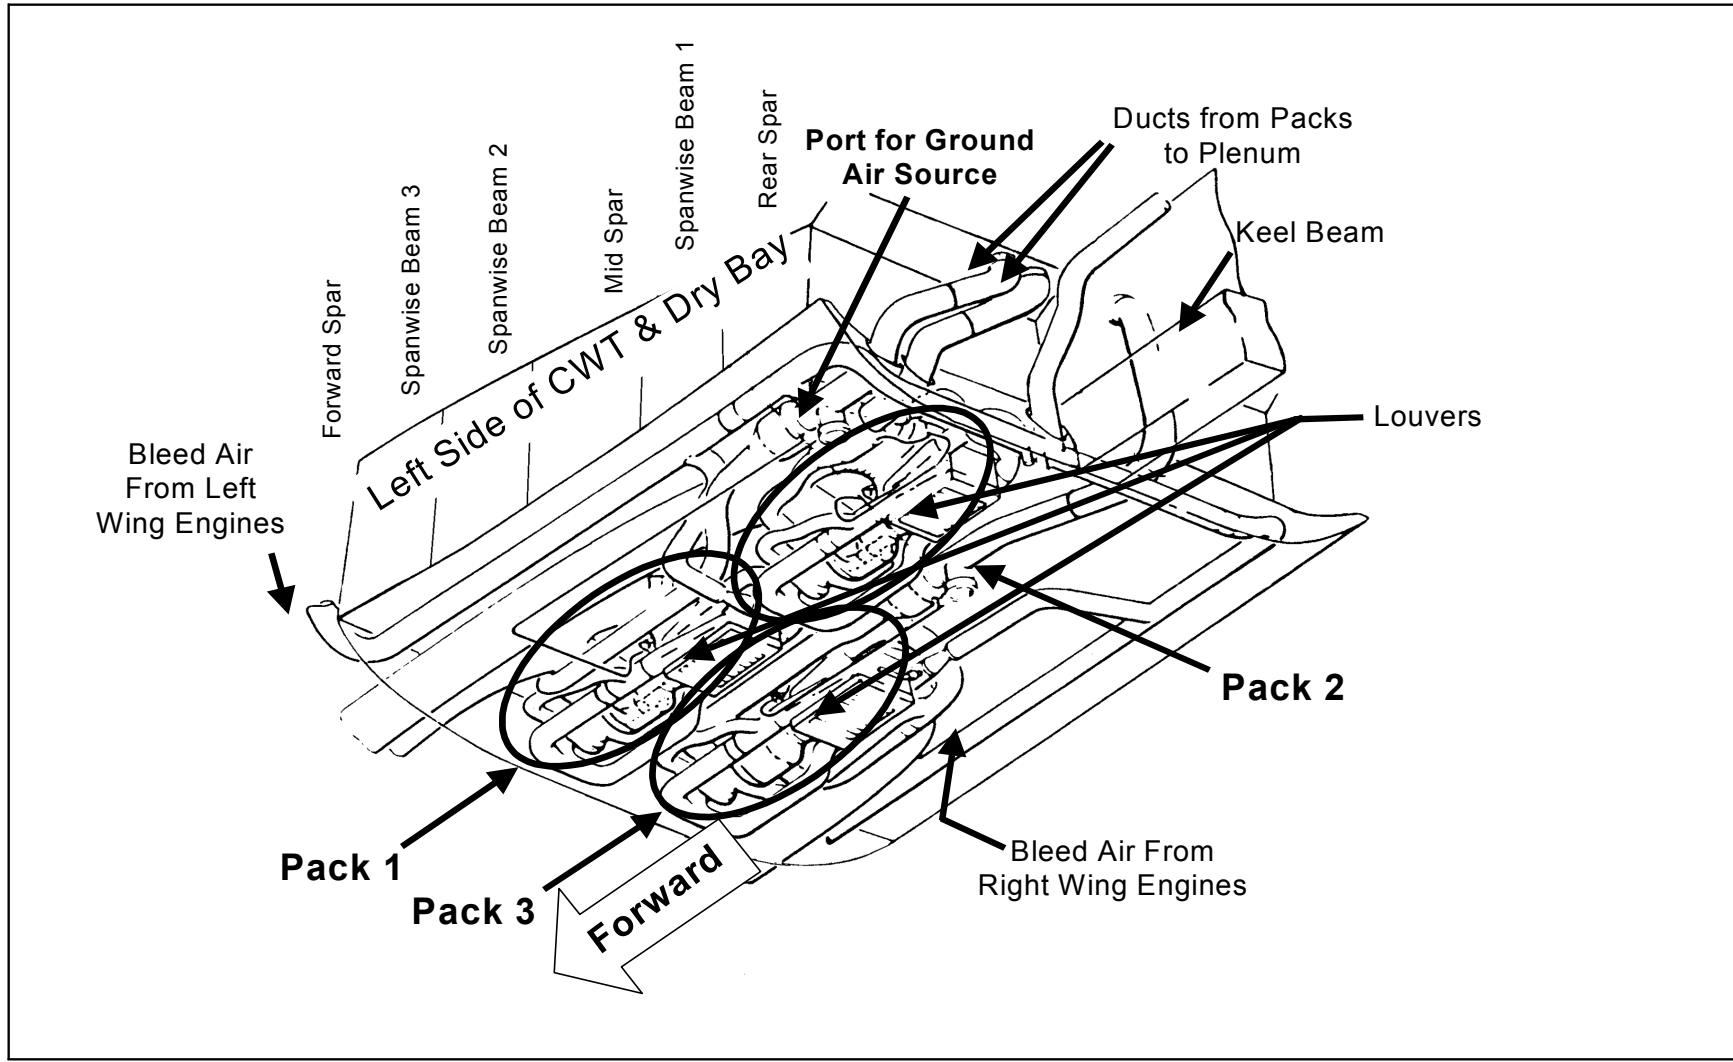 Spanwise Beam 1
Rear Spar
Spanwise Beam 2
Spanwise Beam 3
Mid Spar
Forward Spar
Port for Ground
Air Source
Ducts from Packs
to Plenum
Keel Beam
Left Side of CWT & Dry Bay
Louvers
Bleed Air
From Left
Wing Engines
Pack 2
Pack 1
Pack 3
Forward
Bleed Air From
Right Wing Engines